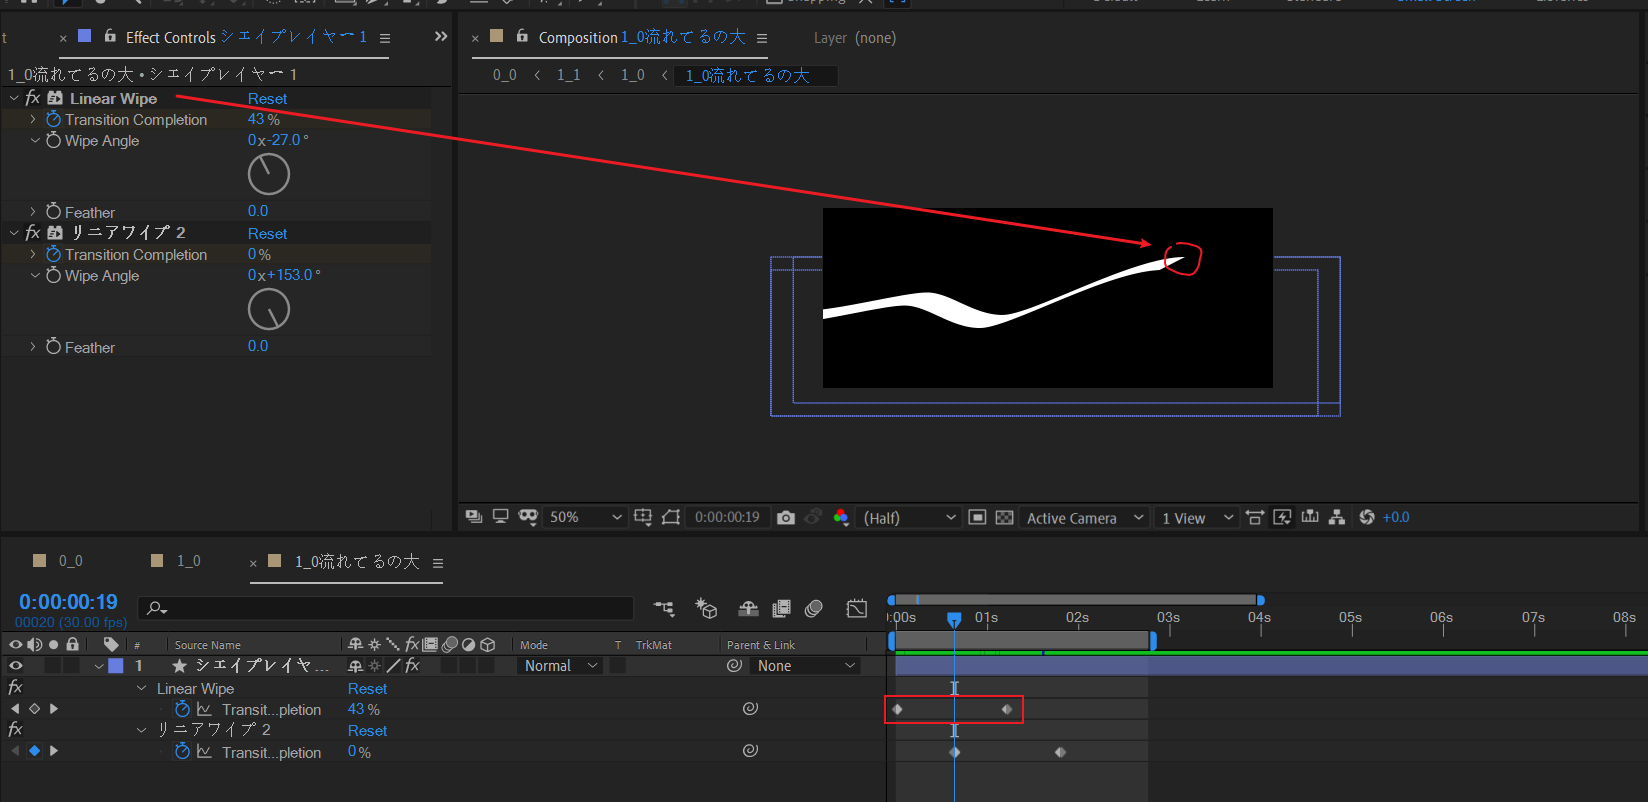 Effect Controls シェイプレイヤー 1
Composition 1_0流れてるの大
Layer (none)
1_0流れてるの大 • シェイプレイヤー 1
0_0 < 1_1 < 1_0 < 1_0流れてるの大
fx Linear Wipe Reset
Transition Completion 43 %
Wipe Angle 0x-27.0 °
Feather 0.0
fx リニアワイプ 2 Reset
Transition Completion 0 %
Wipe Angle 0x+153.0 °
Feather 0.0
50% 0:00:00:19 (Half) Active Camera 1 View +0.0
0_0 1_0 1_0流れてるの大
0:00:00:19
00020 (30.00 fps)
:00s 01s 02s 03s 04s 05s 06s 07s 08s
# Source Name fx Mode T TrkMat Parent & Link
1 シェイプレイヤ... fx Normal None
fx Linear Wipe Reset
Transit...pletion 43 %
fx リニアワイプ 2 Reset
Transit...pletion 0 %